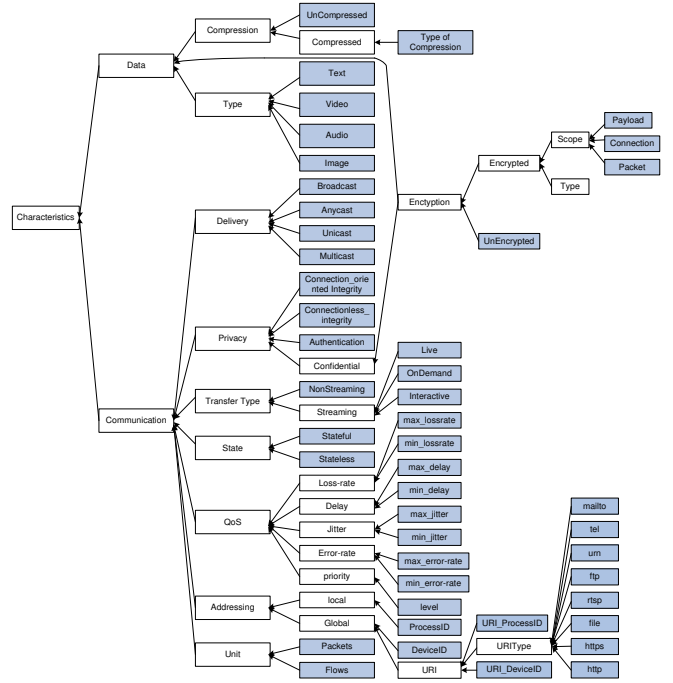 UnCompressed
Compression
Compressed
Type of
Compression
Data
Text
Type
Video
Audio
Image
Payload
Scope
Connection
Encrypted
Packet
Type
Broadcast
Enctyption
Anycast
Characteristics
Delivery
Unicast
UnEncrypted
Multicast
Connection_orie
nted Integrity
Connectionless_
integrity
Privacy
Authentication
Live
Confidential
OnDemand
NonStreaming
Interactive
Transfer Type
Streaming
max_lossrate
Communication
Stateful
min_lossrate
State
Stateless
max_delay
Loss-rate
min_delay
Delay
mailto
QoS
max_jitter
Jitter
tel
min_jitter
Error-rate
urn
max_error-rate
priority
ftp
min_error-rate
local
level
rtsp
Addressing
Global
ProcessID
URI_ProcessID
file
Packets
DeviceID
URIType
https
Unit
Flows
URI
URI_DeviceID
http